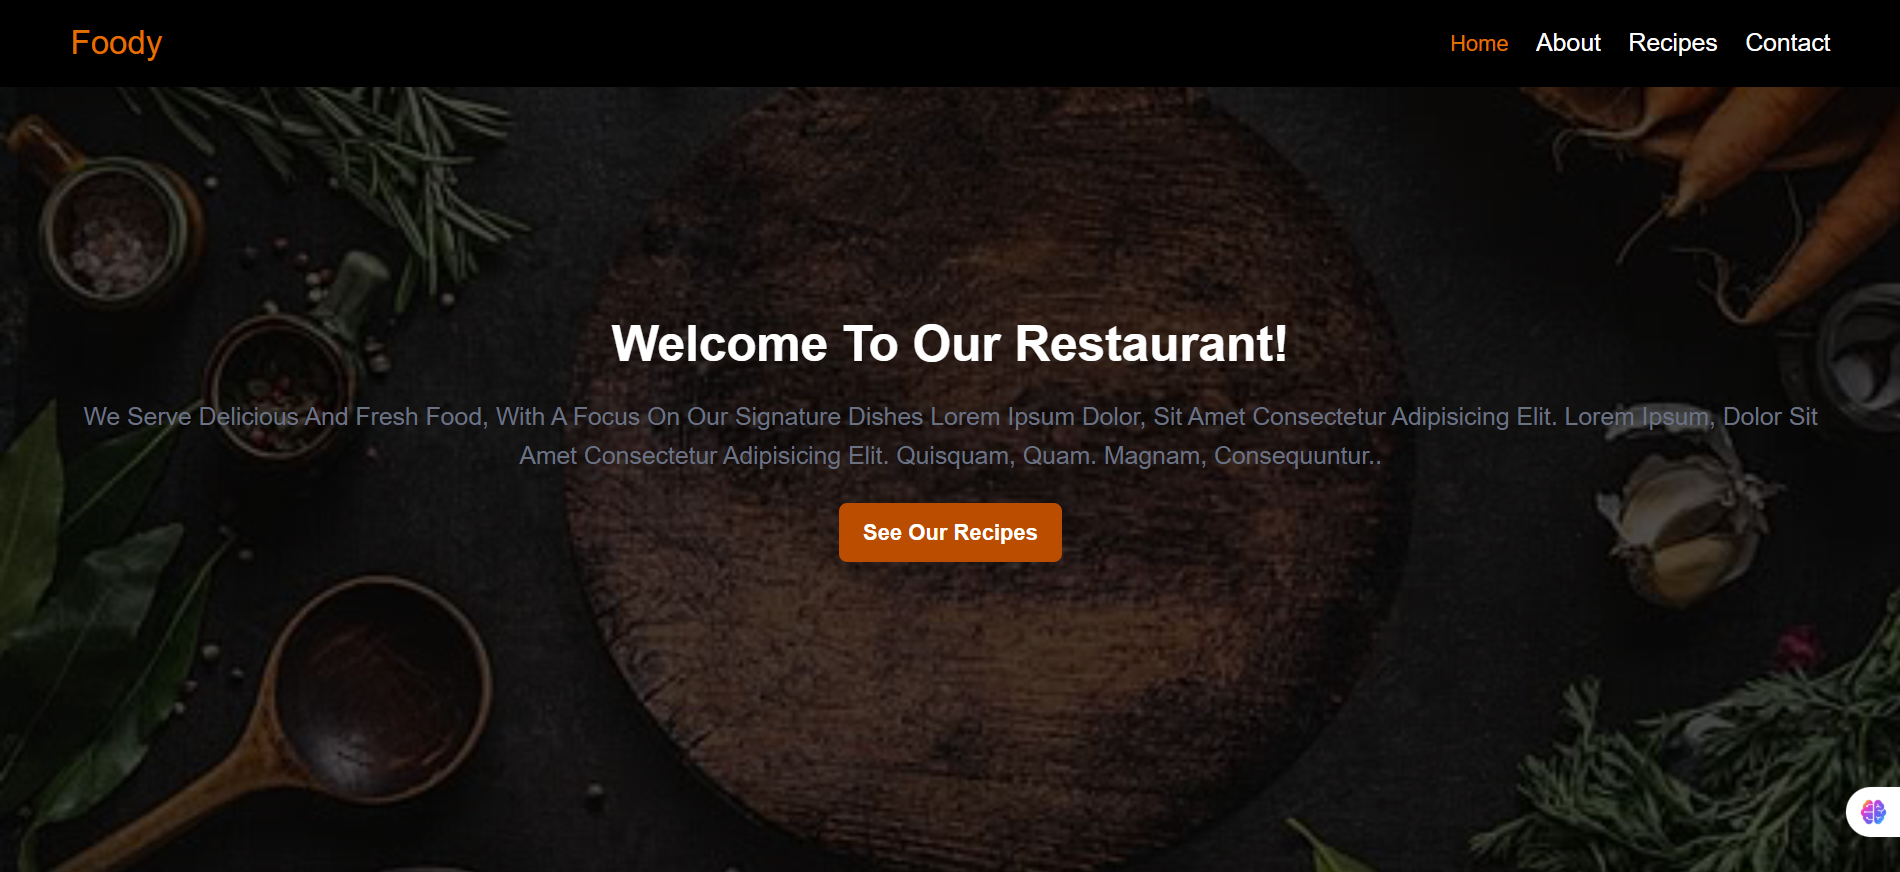 Foody
Home About Recipes Contact
Welcome To Our Restaurant!
We Serve Delicious And Fresh Food, With A Focus On Our Signature Dishes Lorem Ipsum Dolor, Sit Amet Consectetur Adipisicing Elit. Lorem Ipsum, Dolor Sit
Amet Consectetur Adipisicing Elit. Quisquam, Quam. Magnam, Consequuntur..
See Our Recipes